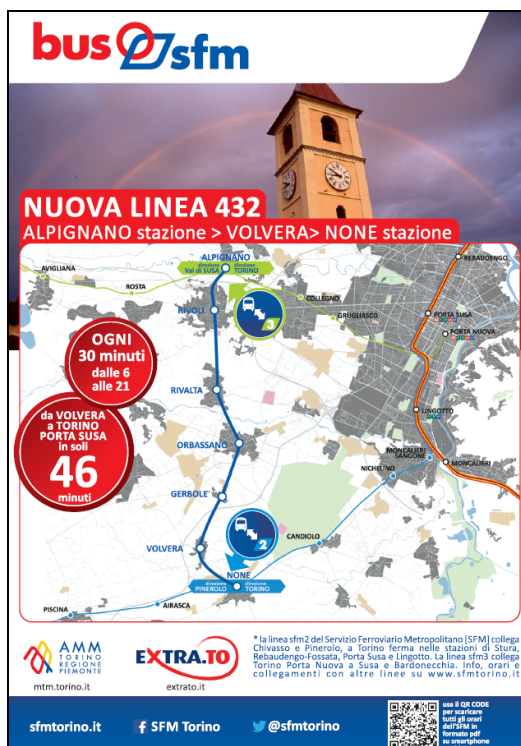 bus sfm
NUOVA LINEA 432
ALPIGNANO stazione > VOLVERA> NONE stazione
ALPIGNANO
direzione
Val di SUSA
direzione
TORINO
AVIGLIANA
ROSTA
COLLEGNO
GRUGLIASCO
REBAUDENGO
PORTA SUSA
PORTA NUOVA
RIVOLI
3
OGNI
30 minuti
dalle 6
alle 21
RIVALTA
LINGOTTO
da VOLVERA
a TORINO
PORTA SUSA
in soli
46
minuti
ORBASSANO
MONCALIERI
SANGONE
MONCALIERI
NICHELINO
GERBOLE
2
CANDIOLO
VOLVERA
NONE
direzione
PINEROLO
direzione
TORINO
PISCINA
AIRASCA
AMM
TORINO
REGIONE
PIEMONTE
mtm.torino.it
EXTRA.TO
extrato.it
* la linea sfm2 del Servizio Ferroviario Metropolitano [SFM] collega
Chivasso e Pinerolo, a Torino ferma nelle stazioni di Stura,
Rebaudengo-Fossata, Porta Susa e Lingotto. La linea sfm3 collega
Torino Porta Nuova a Susa e Bardonecchia. Info, orari e
collegamenti con altre linee su www.sfmtorino.it
sfmtorino.it
f SFM Torino
@sfmtorino
usa il QR CODE
per scaricare
tutti gli orari
dell'SFM in
formato pdf
su smartphone